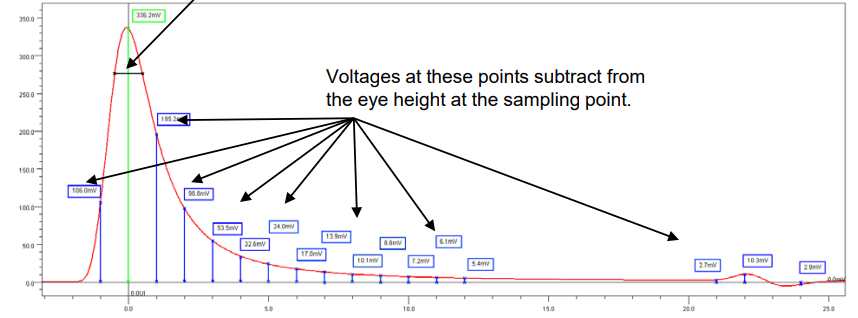 350.0
336.2mV
300.0
Voltages at these points subtract from
the eye height at the sampling point.
250.0
200.0
150.0
106.0mV
98.8mV
100.0
53.5mV
24.0mV
13.9mV
8.6mV
6.1mV
50.0
32.6mV
17.0mV
10.1mV
7.2mV
5.4mV
2.7mV
10.3mV
2.9mV
0.0
0.0UI
0.0
5.0
10.0
15.0
20.0
25.0